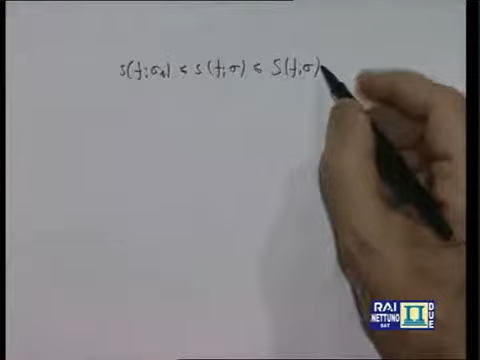 s(f;σ₁) ≤ s(f;σ) ≤ S(f;σ)
RAI
NETTUNO
SAT
DUE